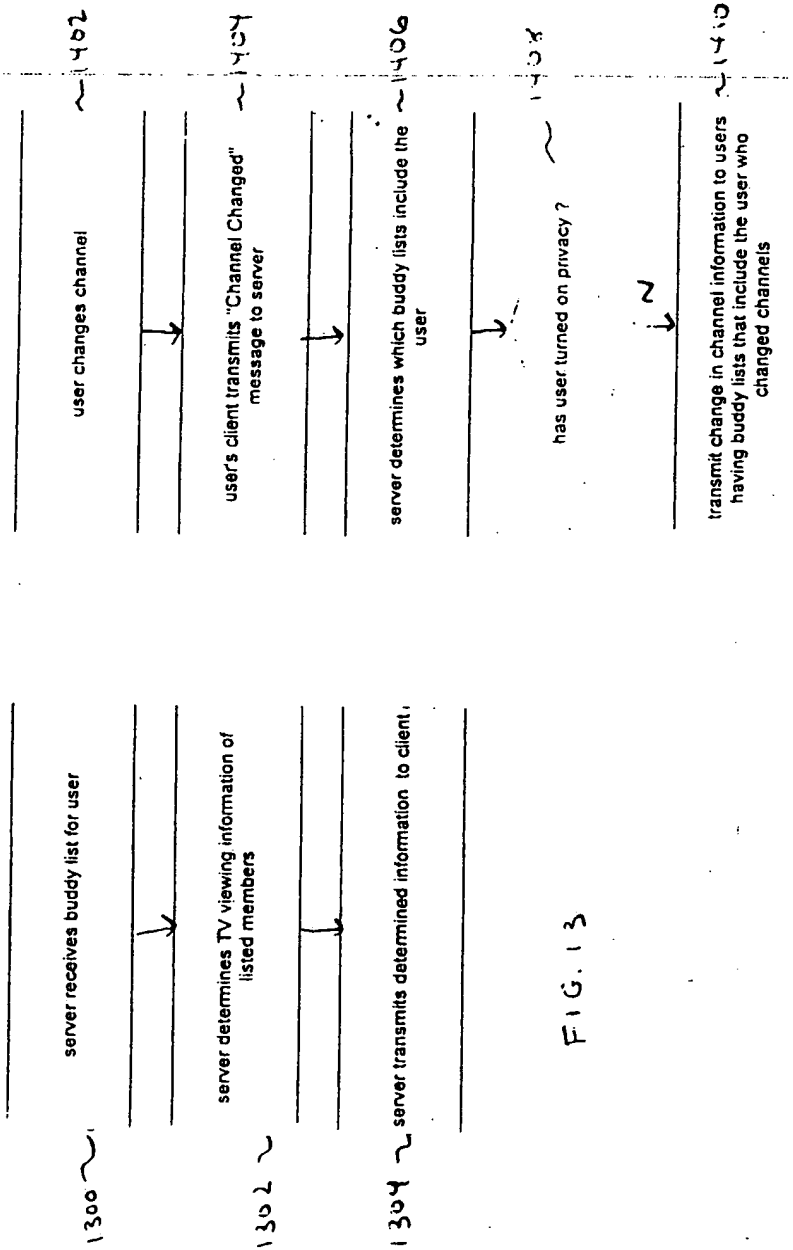 1300
server receives buddy list for user
1302
server determines TV viewing information of
listed members
1304
server transmits determined information to client
FIG. 13
user changes channel
1402
user's client transmits "Channel Changed"
message to server
1404
server determines which buddy lists include the
user
1406
has user turned on privacy ?
1408
N
transmit change in channel information to users
having buddy lists that include the user who
changed channels
1410